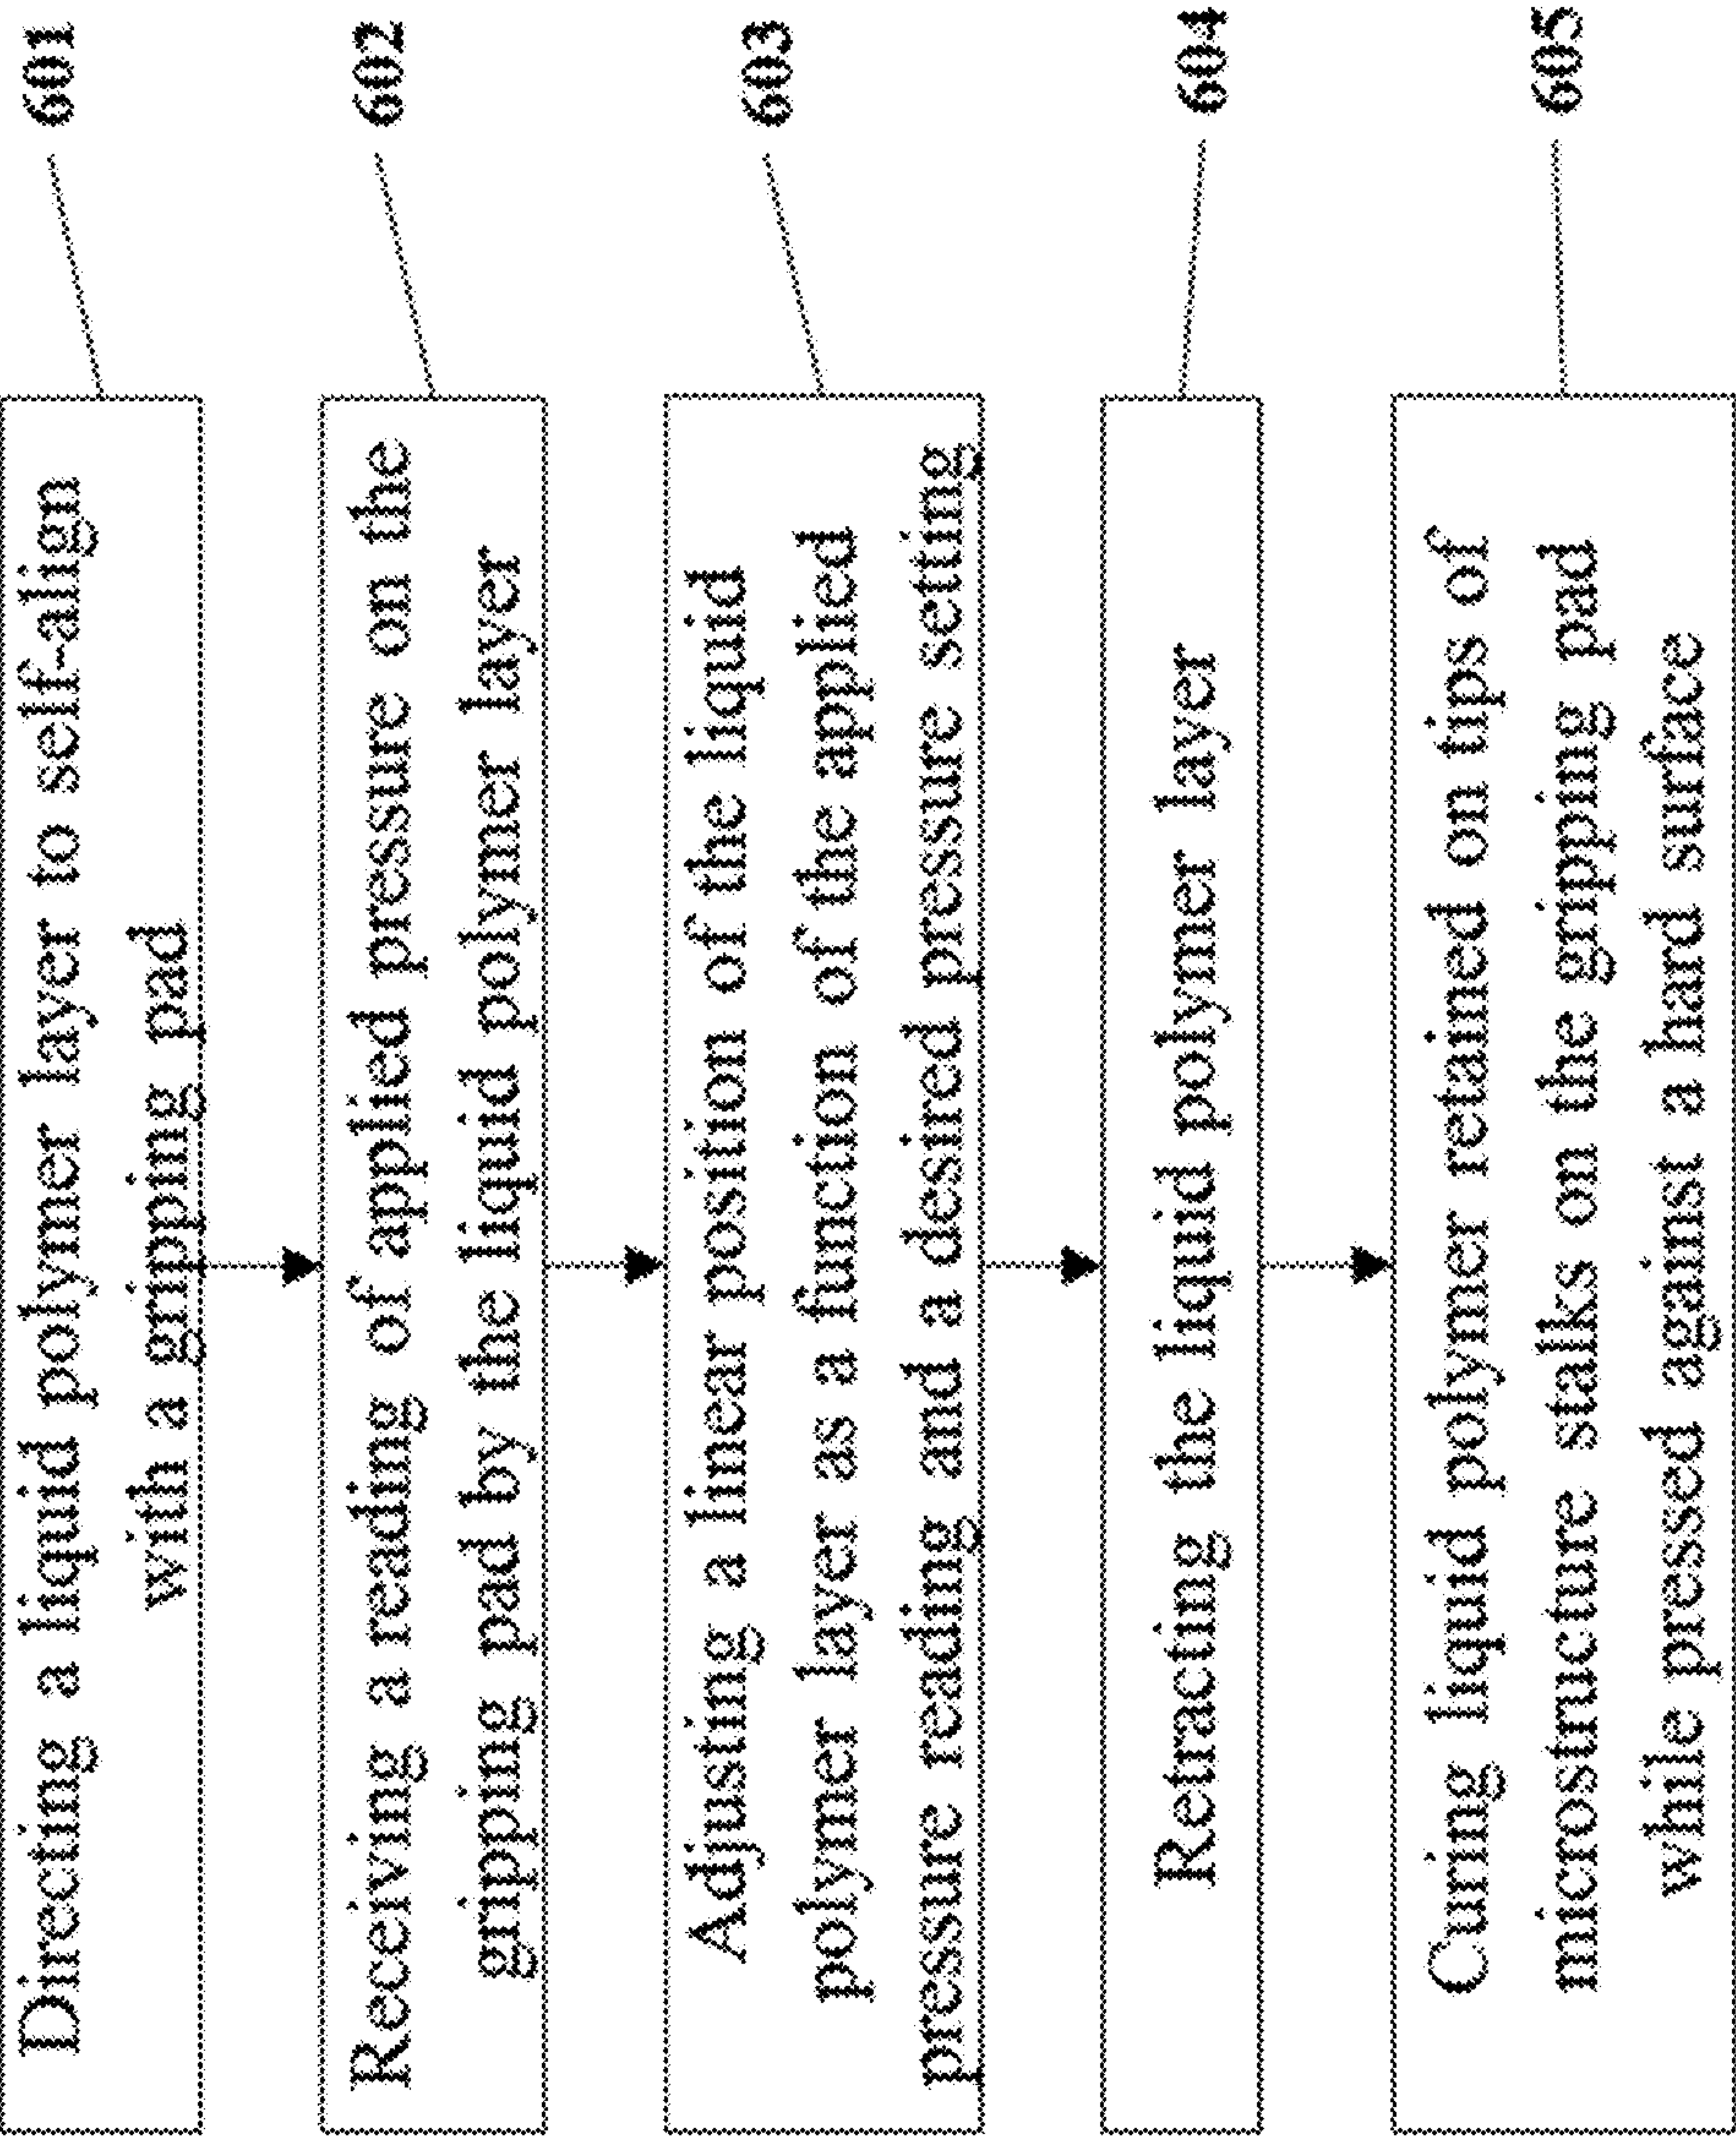 Directing a liquid polymer layer to self-align
with a gripping pad
601
Receiving a reading of applied pressure on the
gripping pad by the liquid polymer layer
602
Adjusting a linear position of the liquid
polymer layer as a function of the applied
pressure reading and a desired pressure setting
603
Retracting the liquid polymer layer
604
Curing liquid polymer retained on tips of
microstructure stalks on the gripping pad
while pressed against a hard surface
605